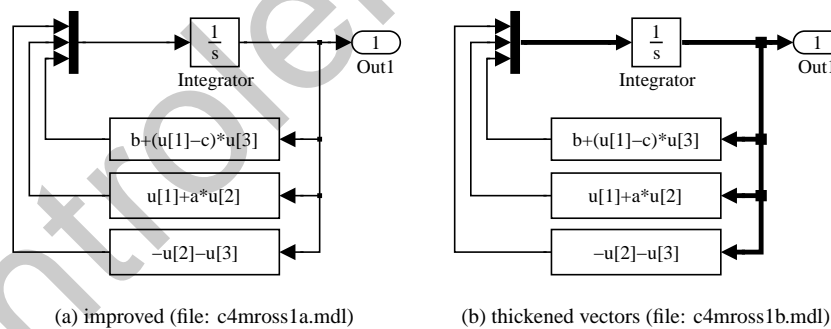 1
s
Integrator
1
Out1
b+(u[1]−c)*u[3]
u[1]+a*u[2]
−u[2]−u[3]
(a) improved (file: c4mross1a.mdl)
1
s
Integrator
1
Out1
b+(u[1]−c)*u[3]
u[1]+a*u[2]
−u[2]−u[3]
(b) thickened vectors (file: c4mross1b.mdl)